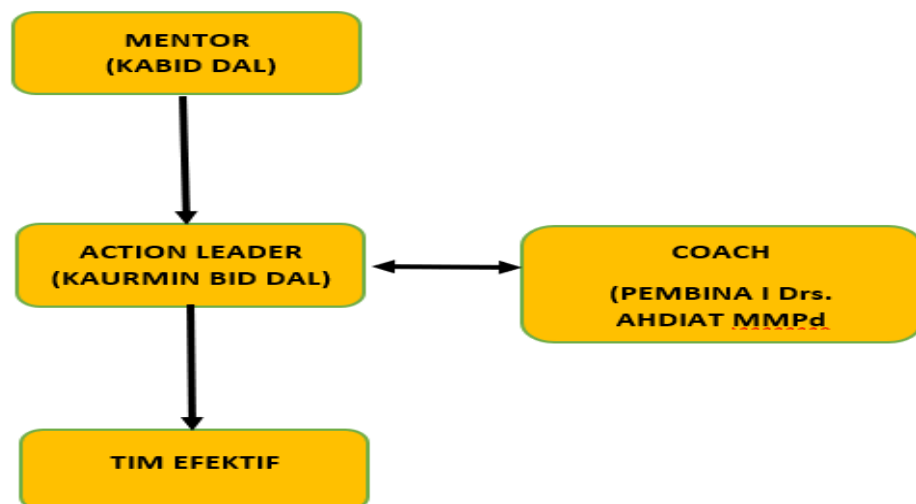 MENTOR
(KABID DAL)
ACTION LEADER
(KAURMIN BID DAL)
COACH
(PEMBINA I Drs.
AHDIAT MMPd
TIM EFEKTIF